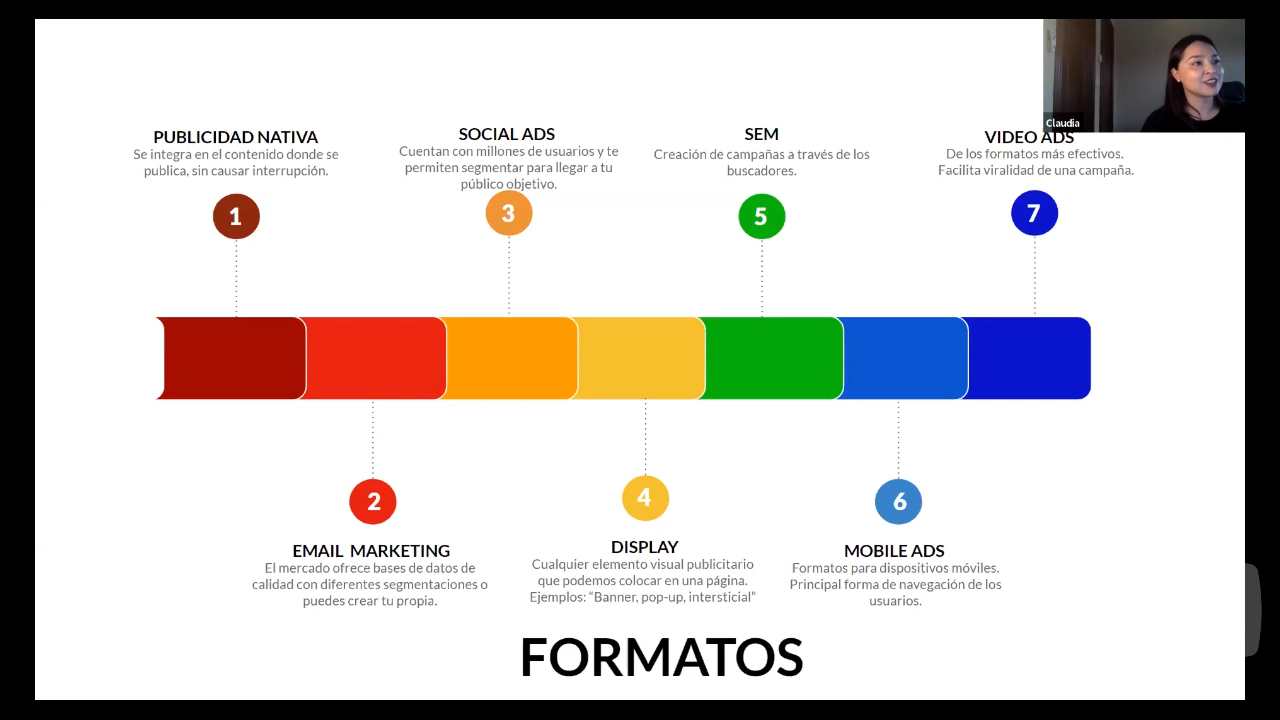 Claudia
PUBLICIDAD NATIVA
Se integra en el contenido donde se
publica, sin causar interrupción.
1
SOCIAL ADS
Cuentan con millones de usuarios y te
permiten segmentar para llegar a tu
público objetivo.
3
SEM
Creación de campañas a través de los
buscadores.
5
VIDEO ADS
De los formatos más efectivos.
Facilita viralidad de una campaña.
7
2
EMAIL MARKETING
El mercado ofrece bases de datos de
calidad con diferentes segmentaciones o
puedes crear tu propia.
4
DISPLAY
Cualquier elemento visual publicitario
que podemos colocar en una página.
Ejemplos: “Banner, pop-up, intersticial”
6
MOBILE ADS
Formatos para dispositivos móviles.
Principal forma de navegación de los
usuarios.
FORMATOS